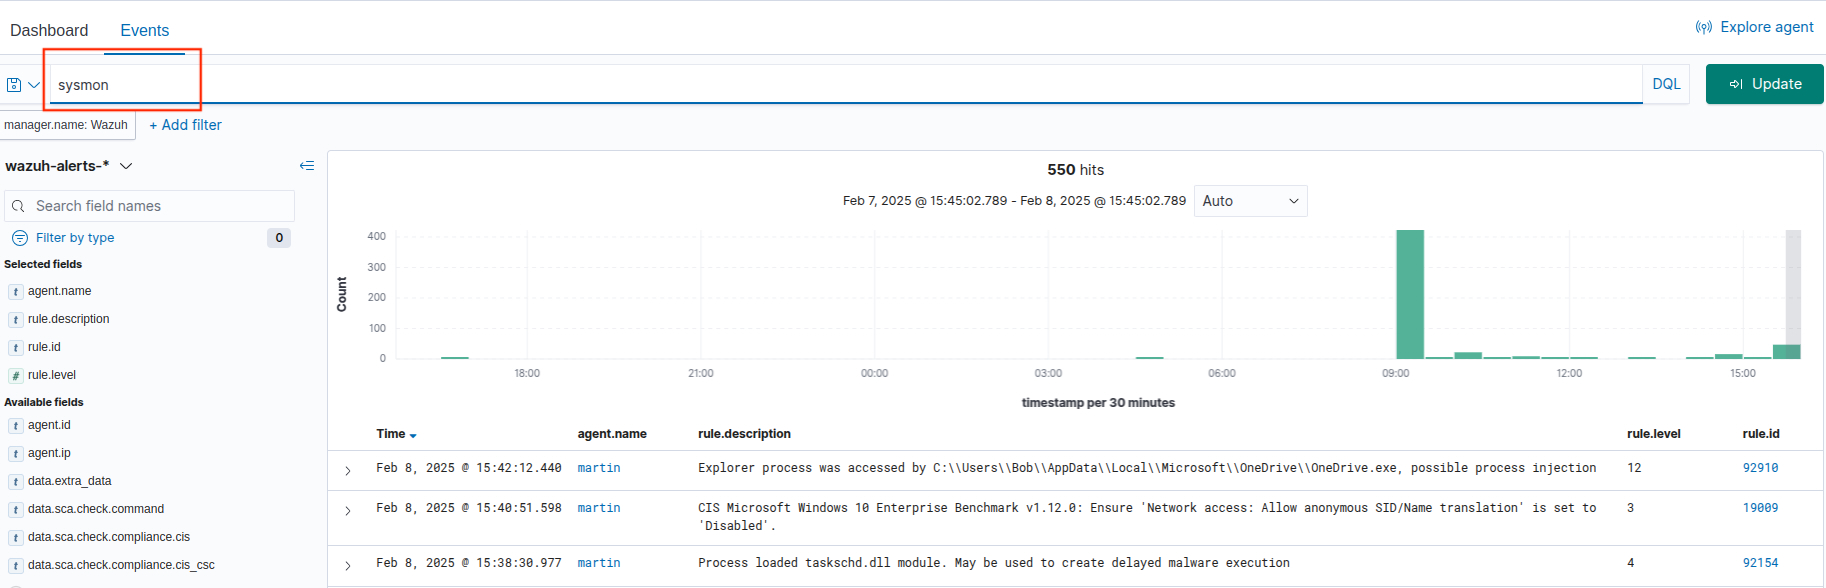 Dashboard Events Explore agent
sysmon DQL Update
manager.name: Wazuh + Add filter
wazuh-alerts-*
Search field names
Filter by type 0
Selected fields
t agent.name
t rule.description
t rule.id
# rule.level
Available fields
t agent.id
t agent.ip
t data.extra_data
t data.sca.check.command
t data.sca.check.compliance.cis
t data.sca.check.compliance.cis_csc
550 hits
Feb 7, 2025 @ 15:45:02.789 - Feb 8, 2025 @ 15:45:02.789 Auto
400
300
200
100
0
Count
18:00 21:00 00:00 03:00 06:00 09:00 12:00 15:00
timestamp per 30 minutes
Time agent.name rule.description rule.level rule.id
Feb 8, 2025 @ 15:42:12.440 martin Explorer process was accessed by C:\\Users\\Bob\\AppData\\Local\\Microsoft\\OneDrive\\OneDrive.exe, possible process injection 12 92910
Feb 8, 2025 @ 15:40:51.598 martin CIS Microsoft Windows 10 Enterprise Benchmark v1.12.0: Ensure 'Network access: Allow anonymous SID/Name translation' is set to 3 19009
'Disabled'.
Feb 8, 2025 @ 15:38:30.977 martin Process loaded taskschd.dll module. May be used to create delayed malware execution 4 92154